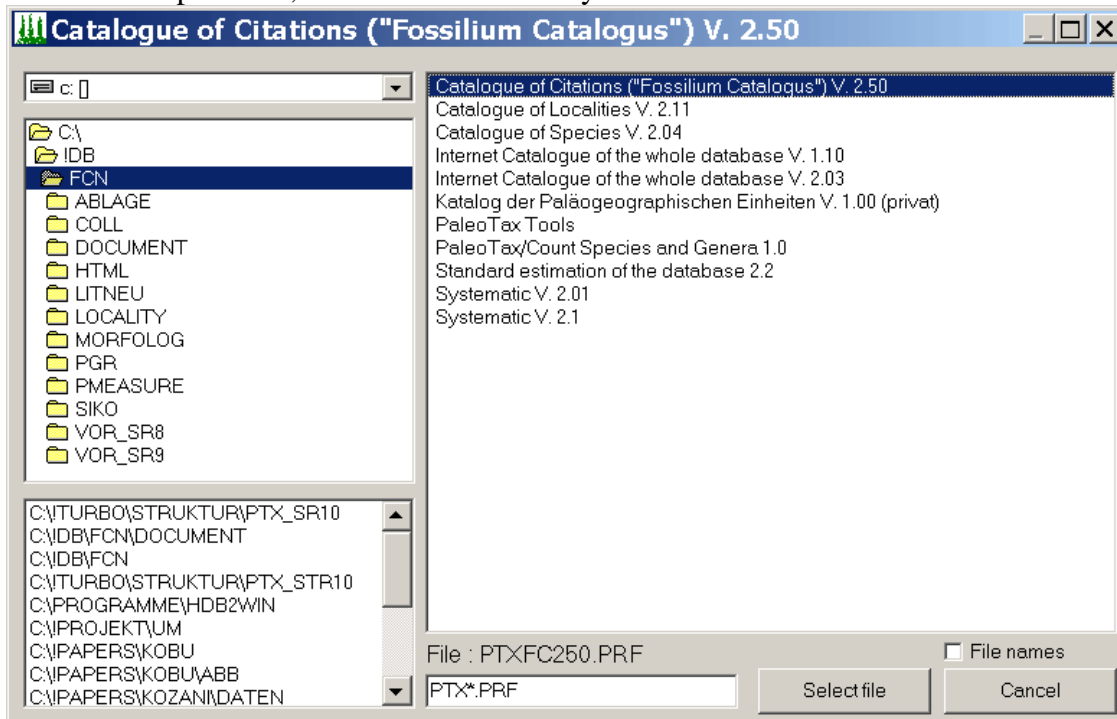 Catalogue of Citations ("Fossilium Catalogus") V. 2.50
c: []
C:\
!DB
FCN
ABLAGE
COLL
DOCUMENT
HTML
LITNEU
LOCALITY
MORFOLOG
PGR
PMEASURE
SIKO
VOR_SR8
VOR_SR9
C:\!TURBO\STRUKTUR\PTX_SR10
C:\!DB\FCN\DOCUMENT
C:\!DB\FCN
C:\!TURBO\STRUKTUR\PTX_STR10
C:\PROGRAMME\HDB2WIN
C:\!PROJEKT\UM
C:\!PAPERS\KOBU
C:\!PAPERS\KOBU\ABB
C:\!PAPERS\KOZANI\DATEN
Catalogue of Citations ("Fossilium Catalogus") V. 2.50
Catalogue of Localities V. 2.11
Catalogue of Species V. 2.04
Internet Catalogue of the whole database V. 1.10
Internet Catalogue of the whole database V. 2.03
Katalog der Paläogeographischen Einheiten V. 1.00 (privat)
PaleoTax Tools
PaleoTax/Count Species and Genera 1.0
Standard estimation of the database 2.2
Systematic V. 2.01
Systematic V. 2.1
File : PTXFC250.PRF
File names
PTX*.PRF
Select file
Cancel